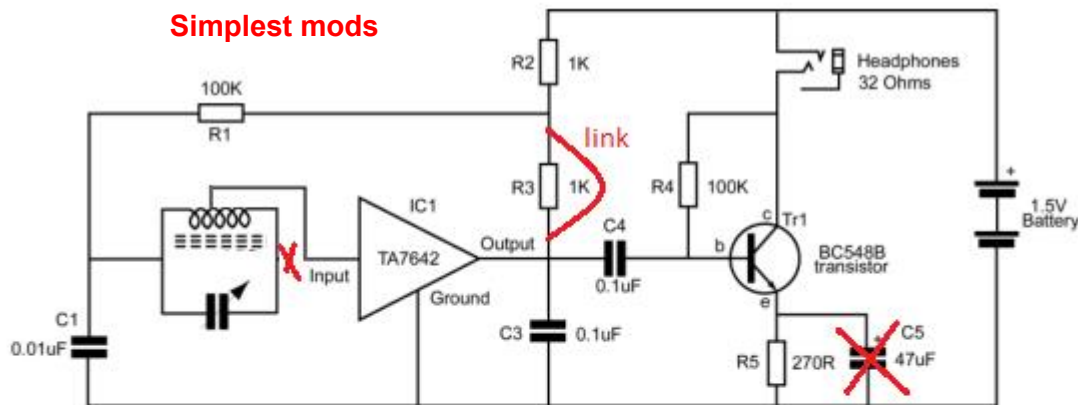 Simplest mods
R2
1K
Headphones
32 Ohms
100K
R1
link
R3
1K
R4
100K
+
1.5V
Battery
IC1
TA7642
Input
Output
Ground
C4
0.1uF
c
Tr1
b
BC548B
transistor
e
C1
0.01uF
C3
0.1uF
R5
270R
+
C5
47uF